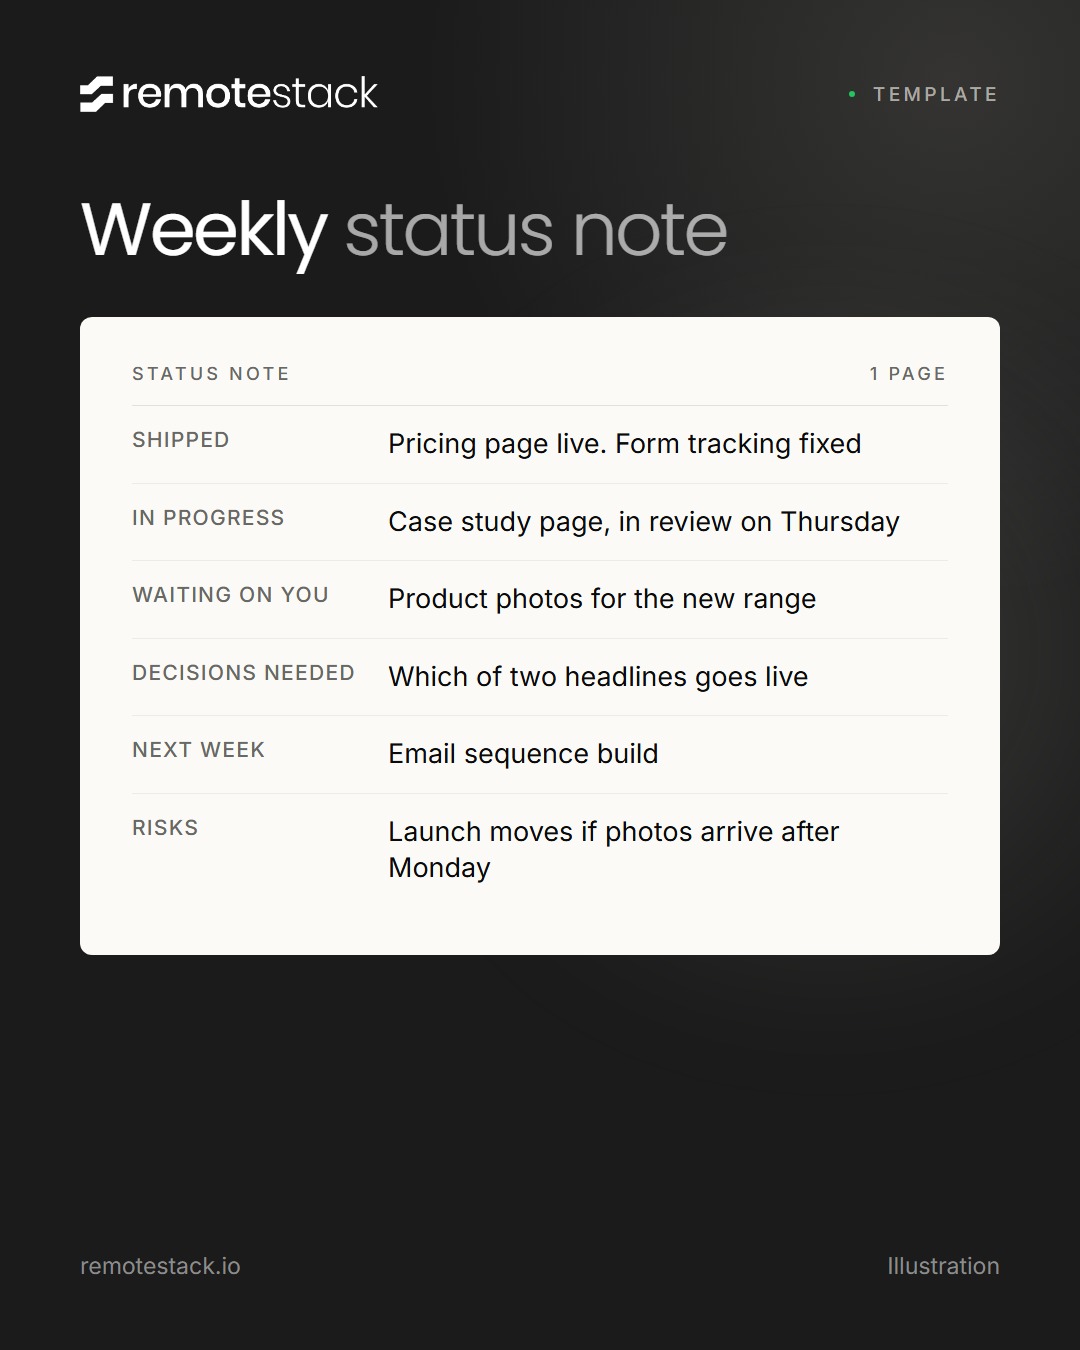 remotestack
TEMPLATE
Weekly status note
STATUS NOTE
1 PAGE
SHIPPED
Pricing page live. Form tracking fixed
IN PROGRESS
Case study page, in review on Thursday
WAITING ON YOU
Product photos for the new range
DECISIONS NEEDED
Which of two headlines goes live
NEXT WEEK
Email sequence build
RISKS
Launch moves if photos arrive after
Monday
remotestack.io
Illustration